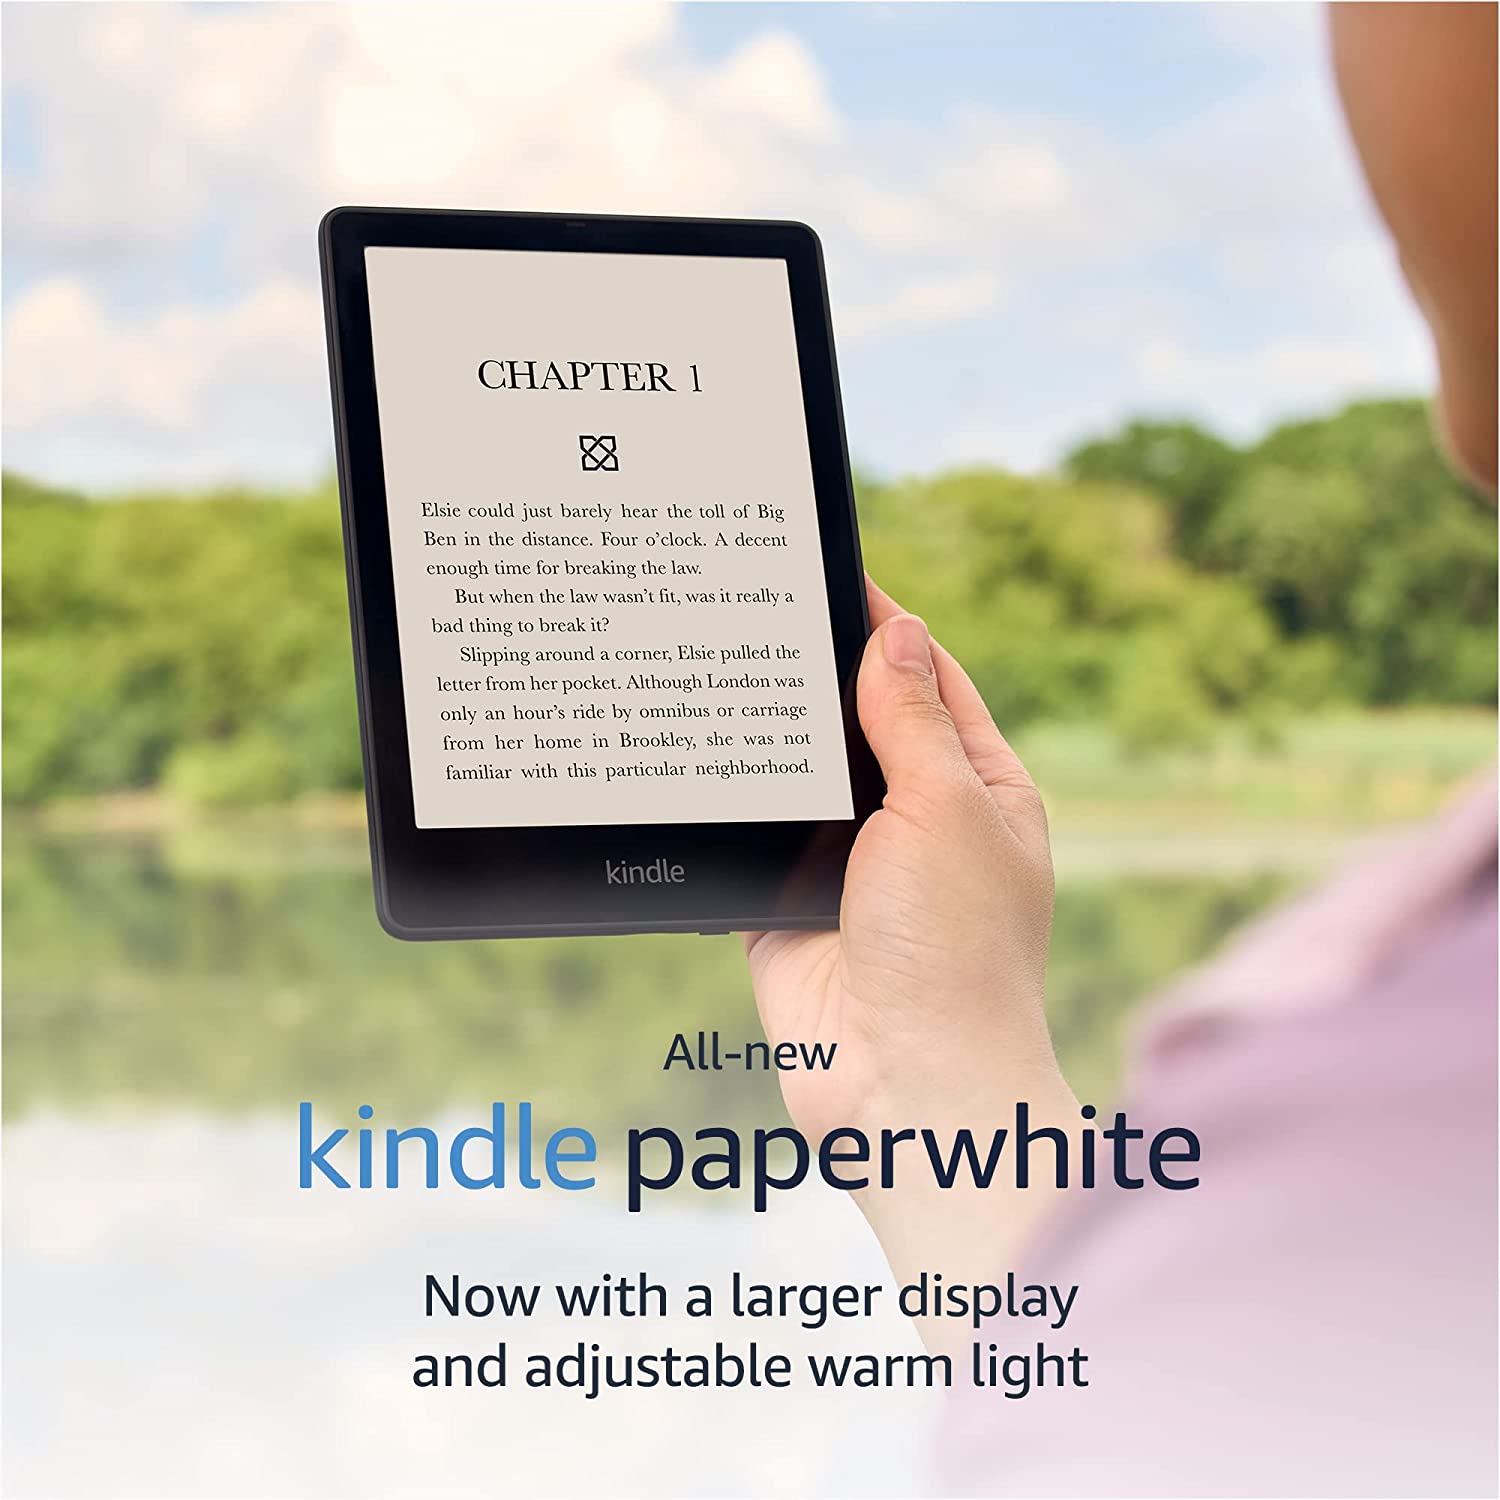 CHAPTER 1
Elsie could just barely hear the toll of Big
Ben in the distance. Four o’clock. A decent
enough time for breaking the law.
But when the law wasn’t fit, was it really a
bad thing to break it?
Slipping around a corner, Elsie pulled the
letter from her pocket. Although London was
only an hour’s ride by omnibus or carriage
from her home in Brookley, she was not
familiar with this particular neighborhood.
kindle
All-new
kindle paperwhite
Now with a larger display
and adjustable warm light